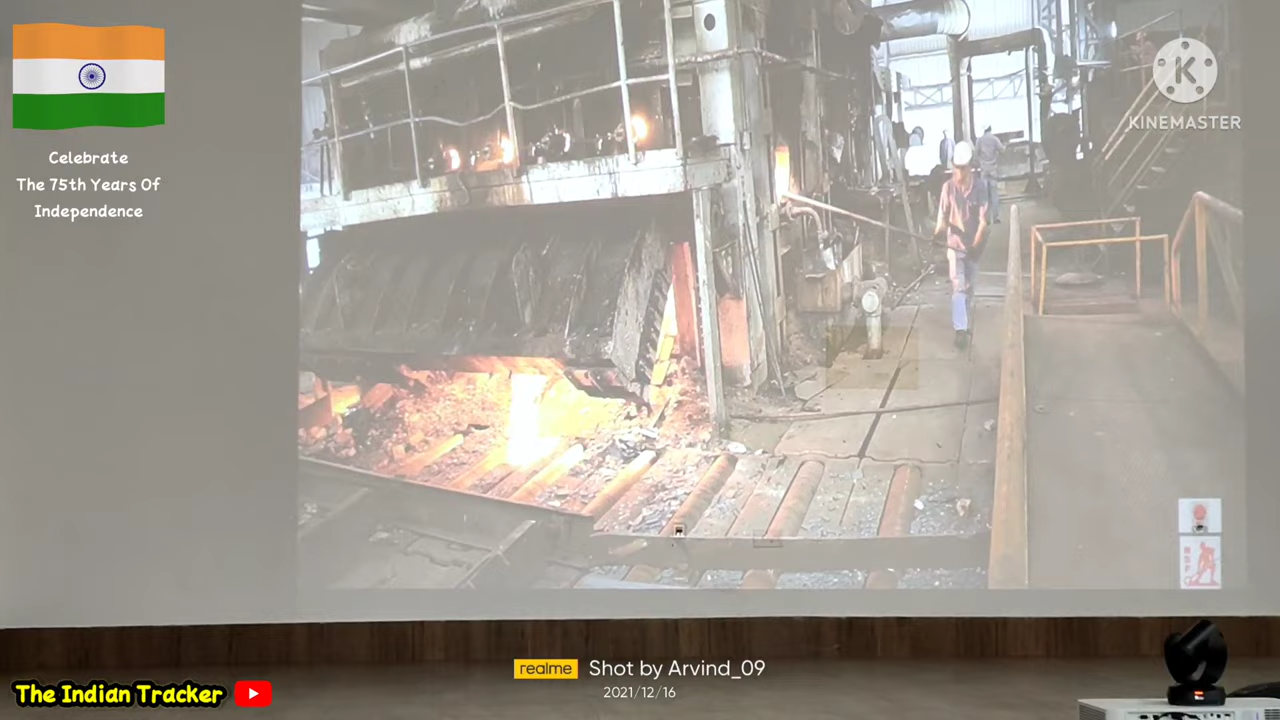 Celebrate
The 75th Years Of
Independence
KINEMASTER
realme Shot by Arvind_09
2021/12/16
The Indian Tracker